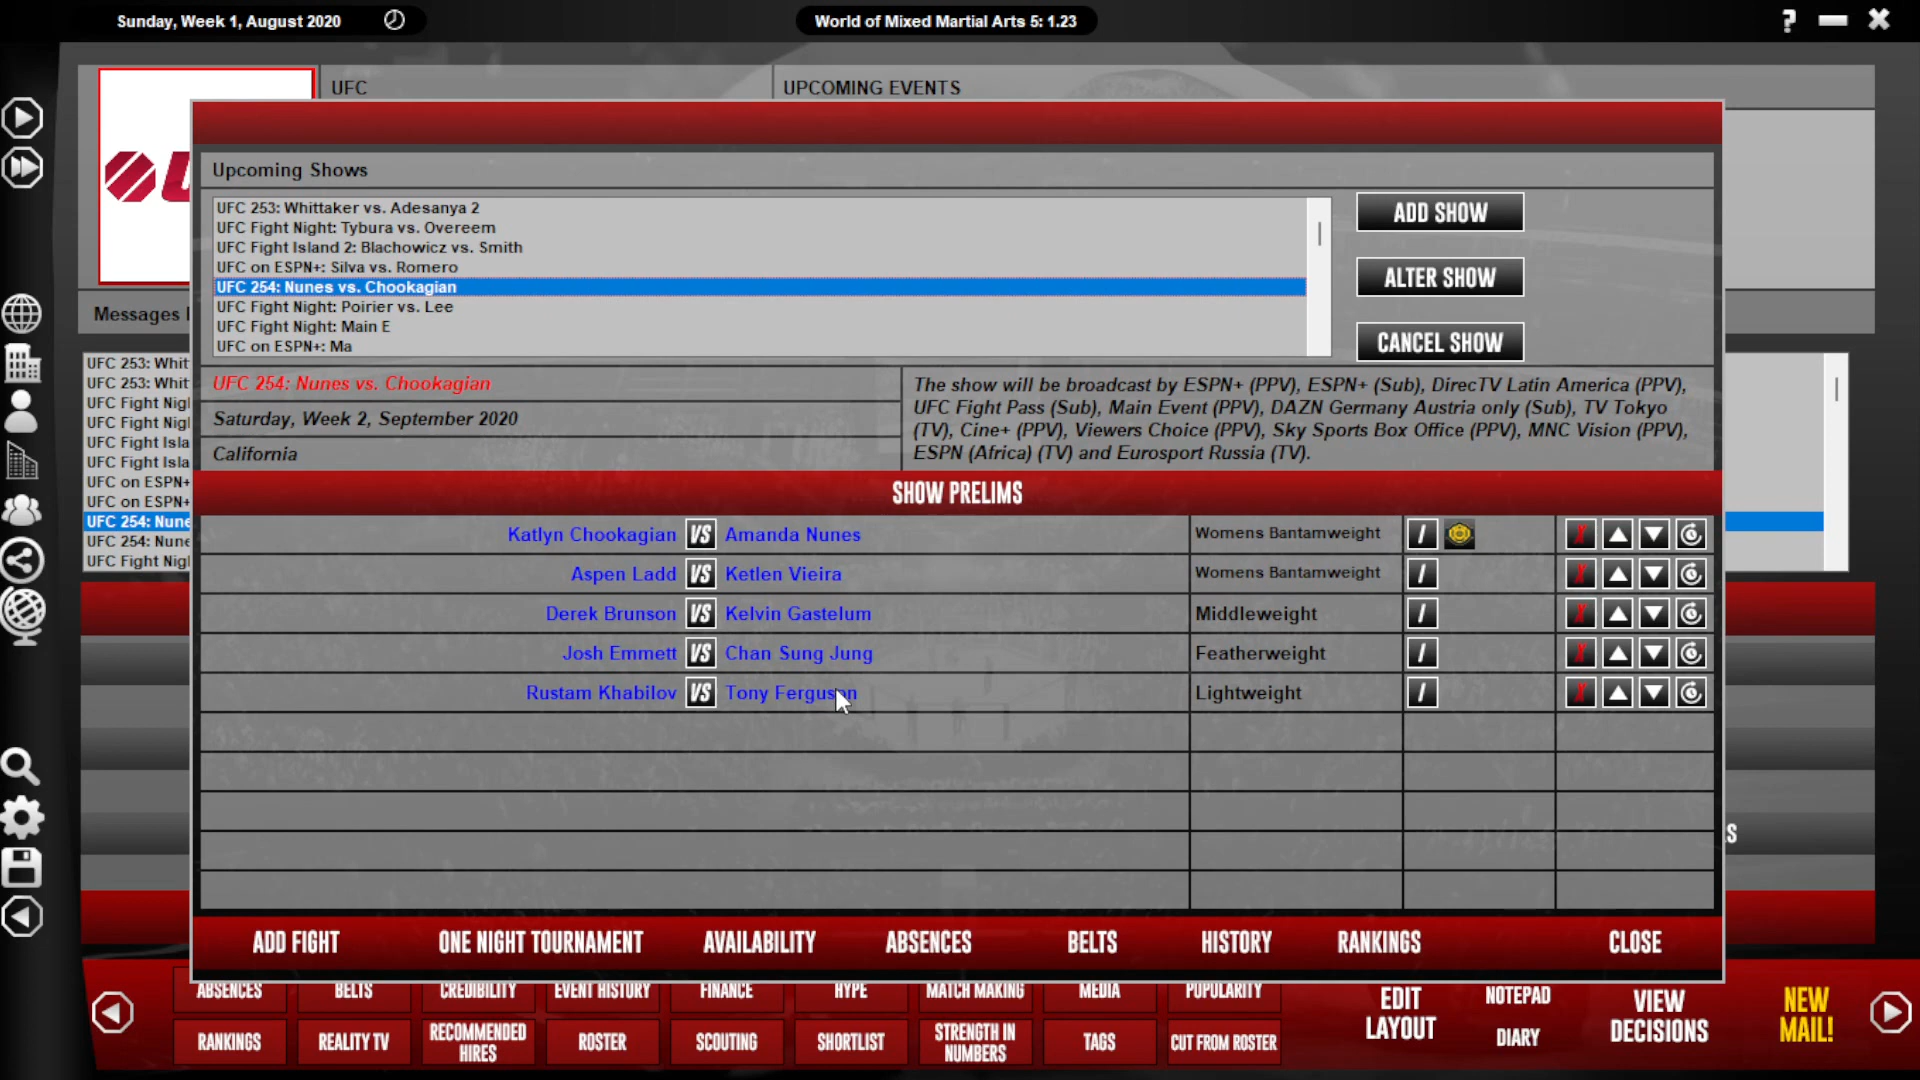 Sunday, Week 1, August 2020
World of Mixed Martial Arts 5: 1.23
UFC
UPCOMING EVENTS
Upcoming Shows
UFC 253: Whittaker vs. Adesanya 2
UFC Fight Night: Tybura vs. Overeem
UFC Fight Island 2: Blachowicz vs. Smith
UFC on ESPN+: Silva vs. Romero
UFC 254: Nunes vs. Chookagian
UFC Fight Night: Poirier vs. Lee
UFC Fight Night: Main E
UFC on ESPN+: Ma
ADD SHOW
ALTER SHOW
CANCEL SHOW
Messages
UFC 253: Whit
UFC 253: Whit
UFC Fight Nigl
UFC Fight Nigl
UFC Fight Isla
UFC Fight Isla
UFC on ESPN+
UFC on ESPN+
UFC 254: Nune
UFC 254: Nune
UFC Fight Nigl
UFC 254: Nunes vs. Chookagian
Saturday, Week 2, September 2020
California
The show will be broadcast by ESPN+ (PPV), ESPN+ (Sub), DirecTV Latin America (PPV),
UFC Fight Pass (Sub), Main Event (PPV), DAZN Germany Austria only (Sub), TV Tokyo
(TV), Cine+ (PPV), Viewers Choice (PPV), Sky Sports Box Office (PPV), MNC Vision (PPV),
ESPN (Africa) (TV) and Eurosport Russia (TV).
SHOW PRELIMS
Katlyn Chookagian VS Amanda Nunes Womens Bantamweight /
Aspen Ladd VS Ketlen Vieira Womens Bantamweight /
Derek Brunson VS Kelvin Gastelum Middleweight /
Josh Emmett VS Chan Sung Jung Featherweight /
Rustam Khabilov VS Tony Ferguson Lightweight /
ADD FIGHT ONE NIGHT TOURNAMENT AVAILABILITY ABSENCES BELTS HISTORY RANKINGS CLOSE
ABSENCES BELTS CREDIBILITY EVENT HISTORY FINANCE HYPE MATCH MAKING MEDIA POPULARITY
RANKINGS REALITY TV RECOMMENDED HIRES ROSTER SCOUTING SHORTLIST STRENGTH IN NUMBERS TAGS CUT FROM ROSTER
EDIT LAYOUT
NOTEPAD
DIARY
VIEW DECISIONS
NEW MAIL!